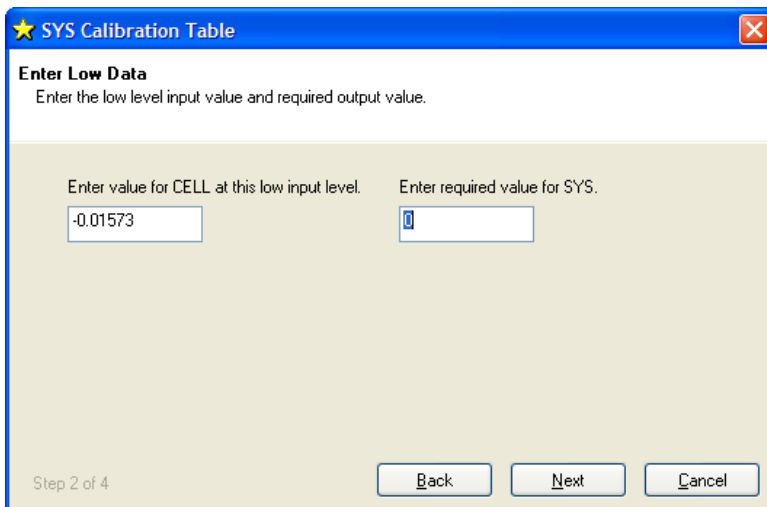 SYS Calibration Table
Enter Low Data
Enter the low level input value and required output value.
Enter value for CELL at this low input level. Enter required value for SYS.
-0.01573 0
Step 2 of 4 Back Next Cancel